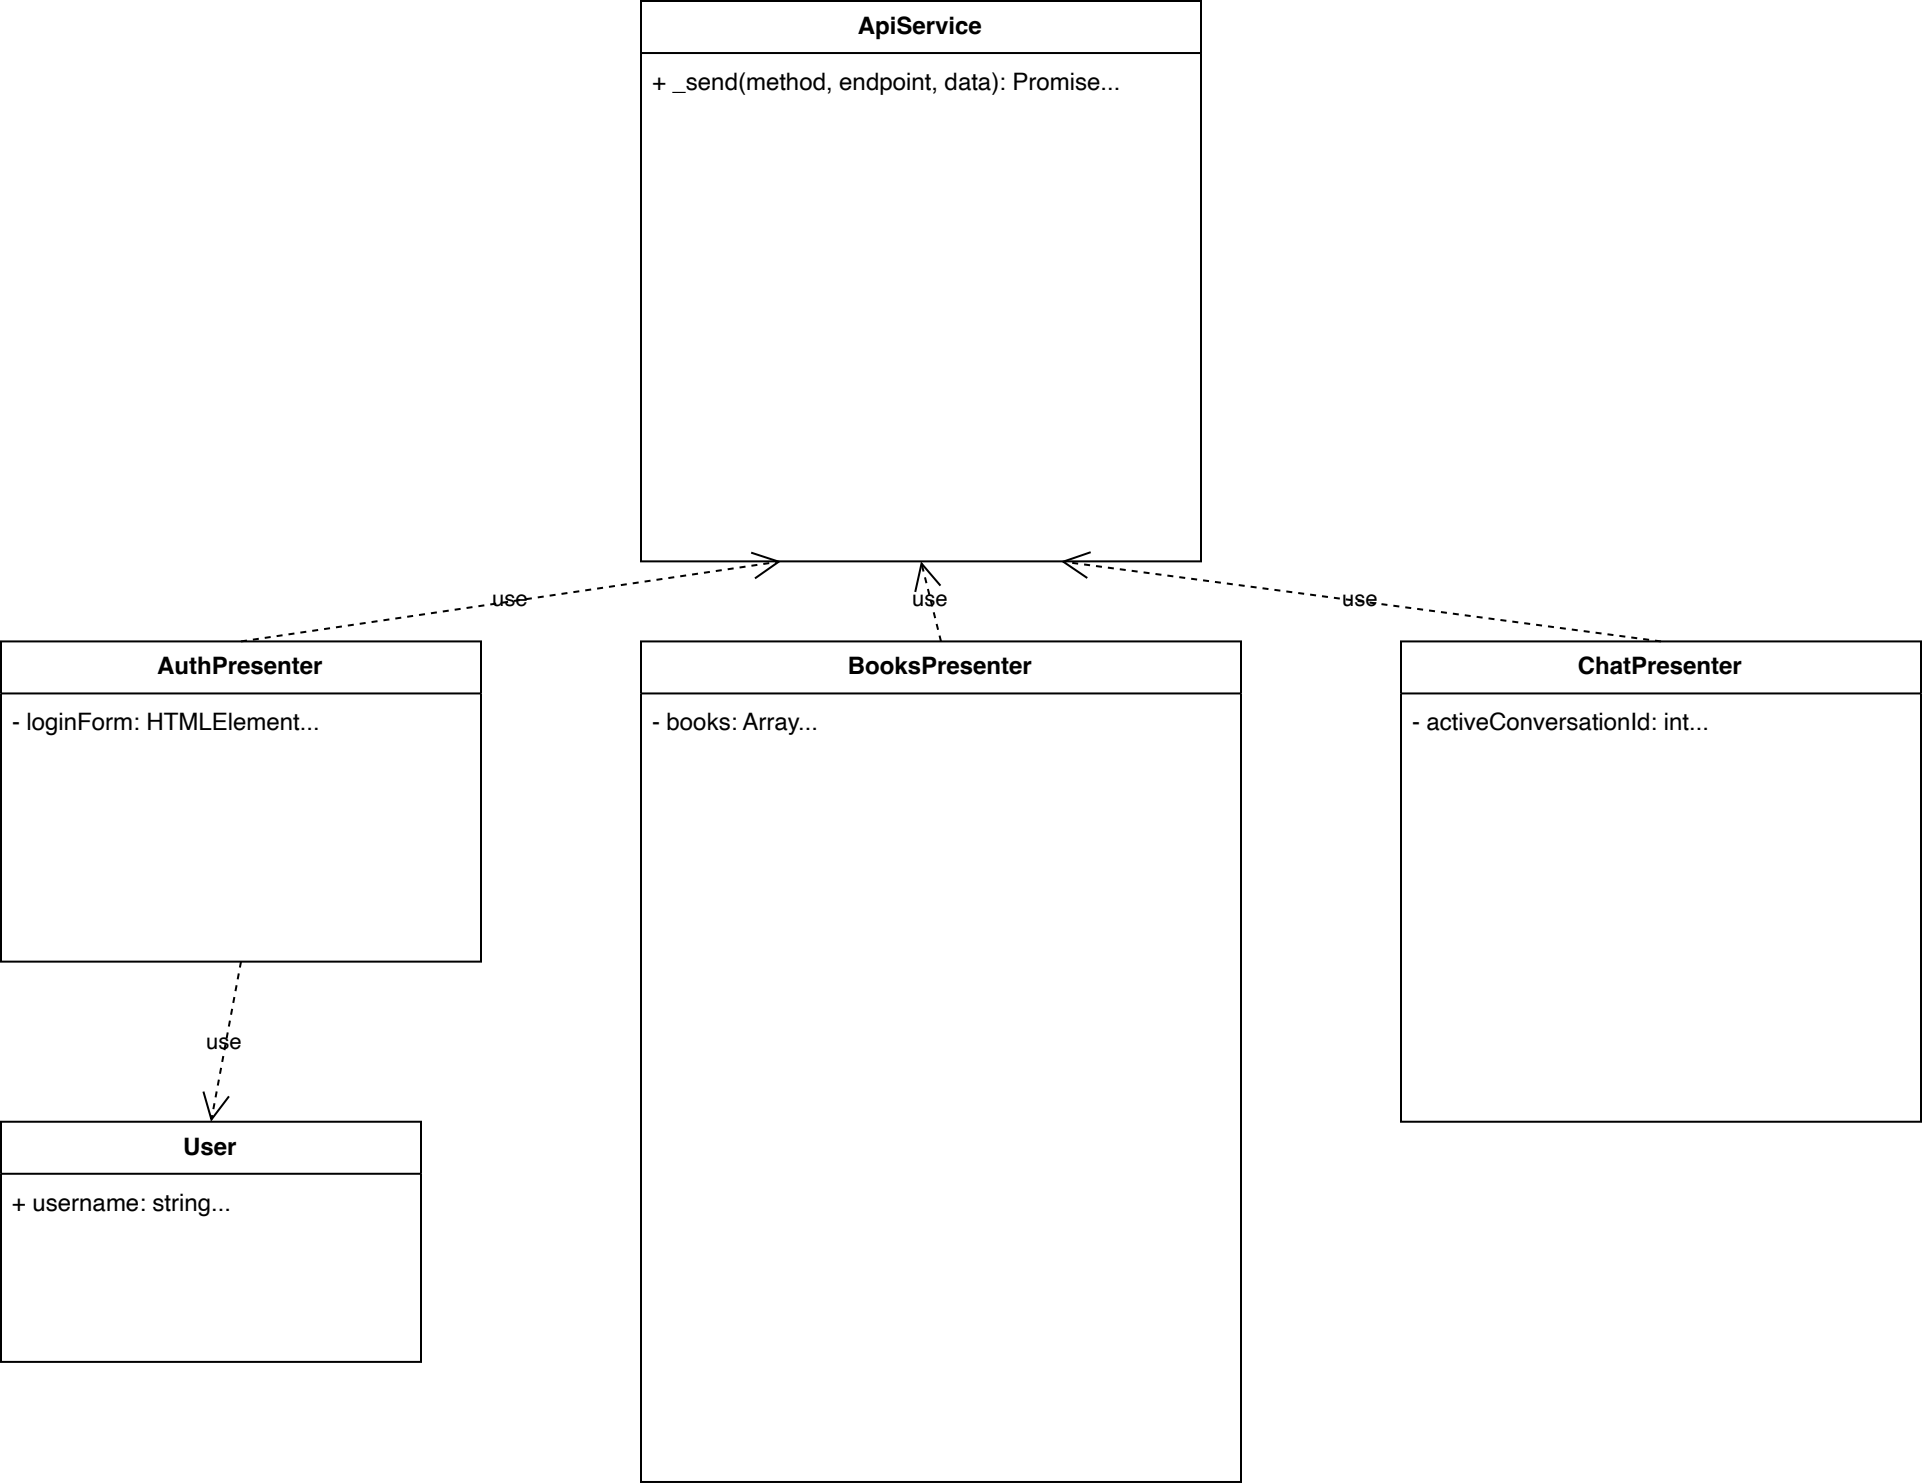 ApiService
+ _send(method, endpoint, data): Promise...
use
use
use
AuthPresenter
- loginForm: HTMLElement...
BooksPresenter
- books: Array...
ChatPresenter
- activeConversationId: int...
use
User
+ username: string...